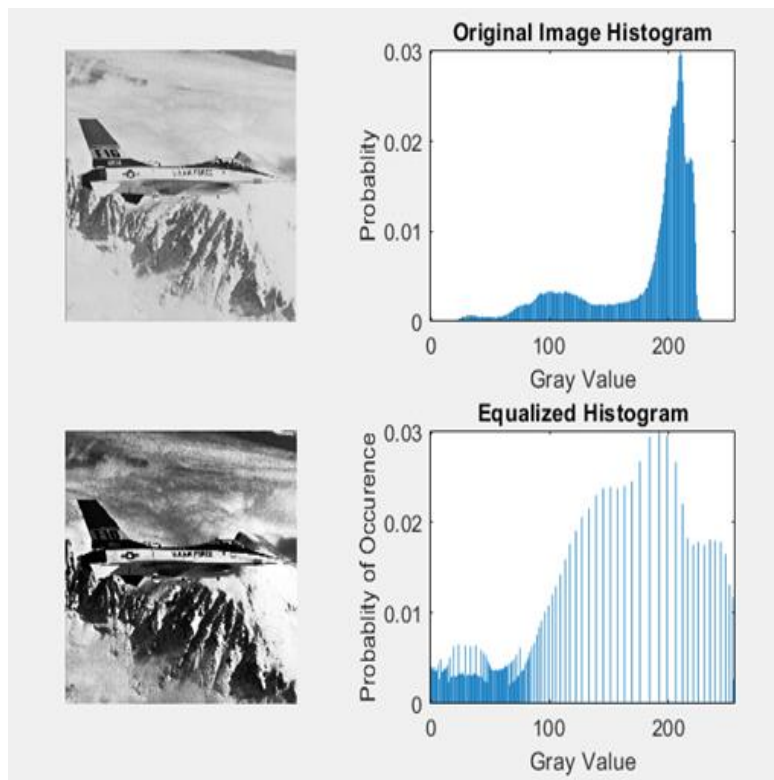 Original Image Histogram
0.03
0.02
0.01
0
Probablity
0 100 200
Gray Value
F16
U.S. AIR FORCE
Equalized Histogram
0.03
0.02
0.01
0
Probablity of Occurence
0 100 200
Gray Value